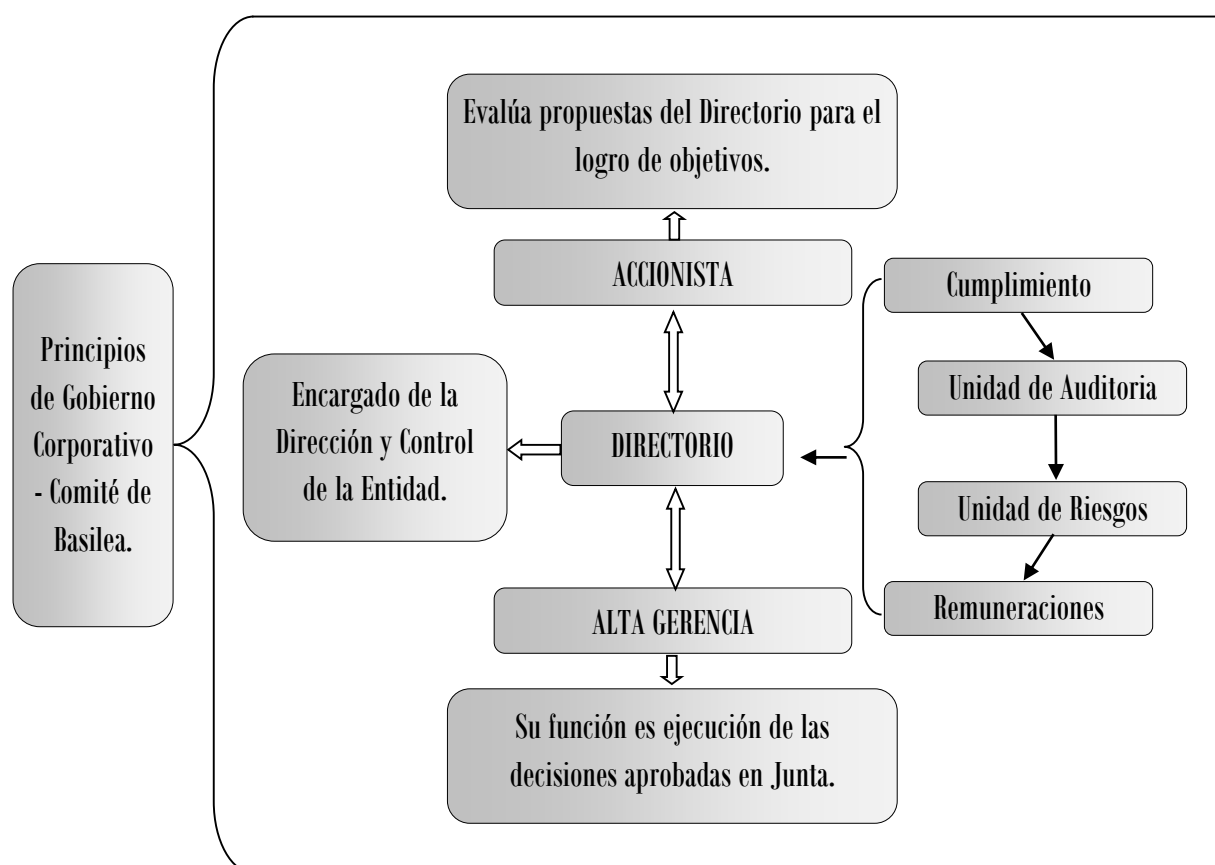 Principios
de Gobierno
Corporativo
- Comité de
Basilea.
Evalúa propuestas del Directorio para el
logro de objetivos.
ACCIONISTA
Encargado de la
Dirección y Control
de la Entidad.
DIRECTORIO
ALTA GERENCIA
Su función es ejecución de las
decisiones aprobadas en Junta.
Cumplimiento
Unidad de Auditoria
Unidad de Riesgos
Remuneraciones